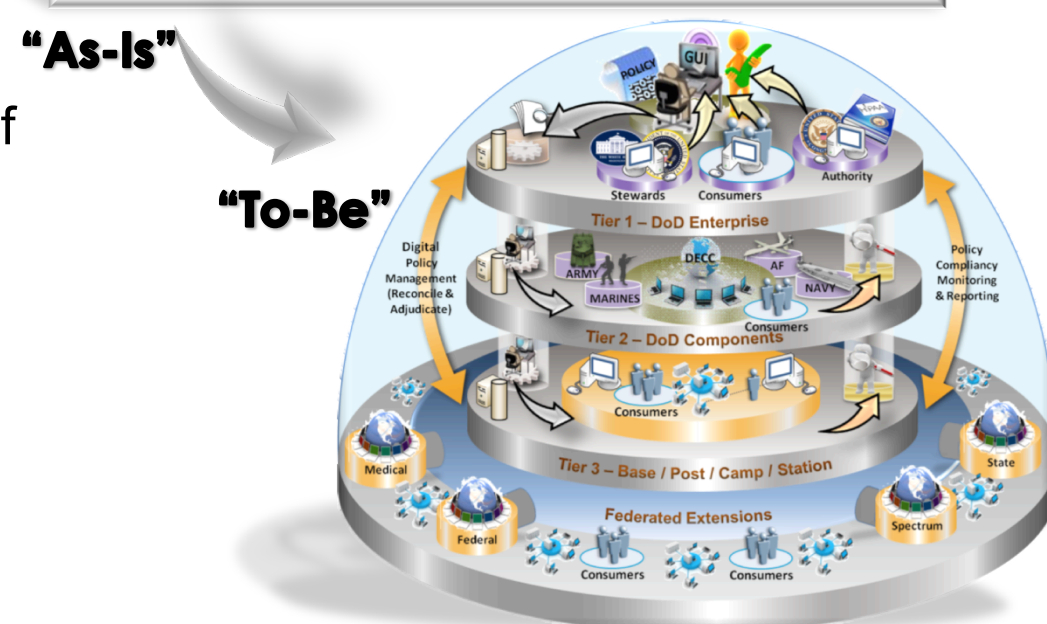 “As-Is”
f
“To-Be”
POLICY
GUI
Stewards
Consumers
Authority
Tier 1 – DoD Enterprise
Digital
Policy
Management
(Reconcile &
Adjudicate)
Policy
Compliancy
Monitoring
& Reporting
ARMY
MARINES
DECC
AF
NAVY
Consumers
Tier 2 – DoD Components
Consumers
Tier 3 – Base / Post / Camp / Station
Medical
State
Federated Extensions
Federal
Spectrum
Consumers
Consumers